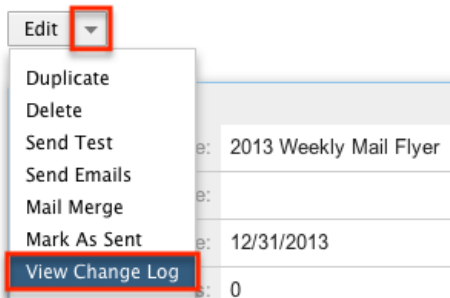 Edit
Duplicate
Delete
Send Test
e: 2013 Weekly Mail Flyer
Send Emails
e:
Mail Merge
Mark As Sent
e: 12/31/2013
View Change Log
s: 0